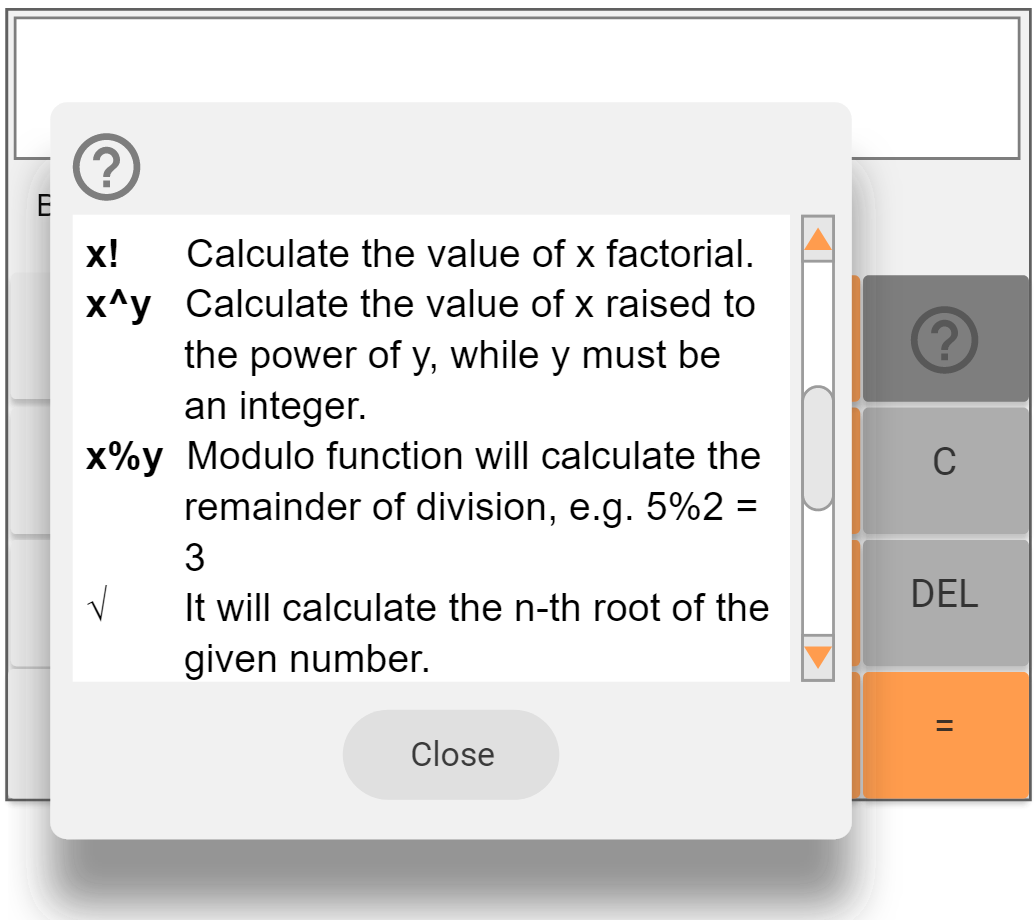 B
x! Calculate the value of x factorial.
x^y Calculate the value of x raised to
the power of y, while y must be
an integer.
x%y Modulo function will calculate the
remainder of division, e.g. 5%2 =
3
√ It will calculate the n-th root of the
given number.
Close
?
C
DEL
=